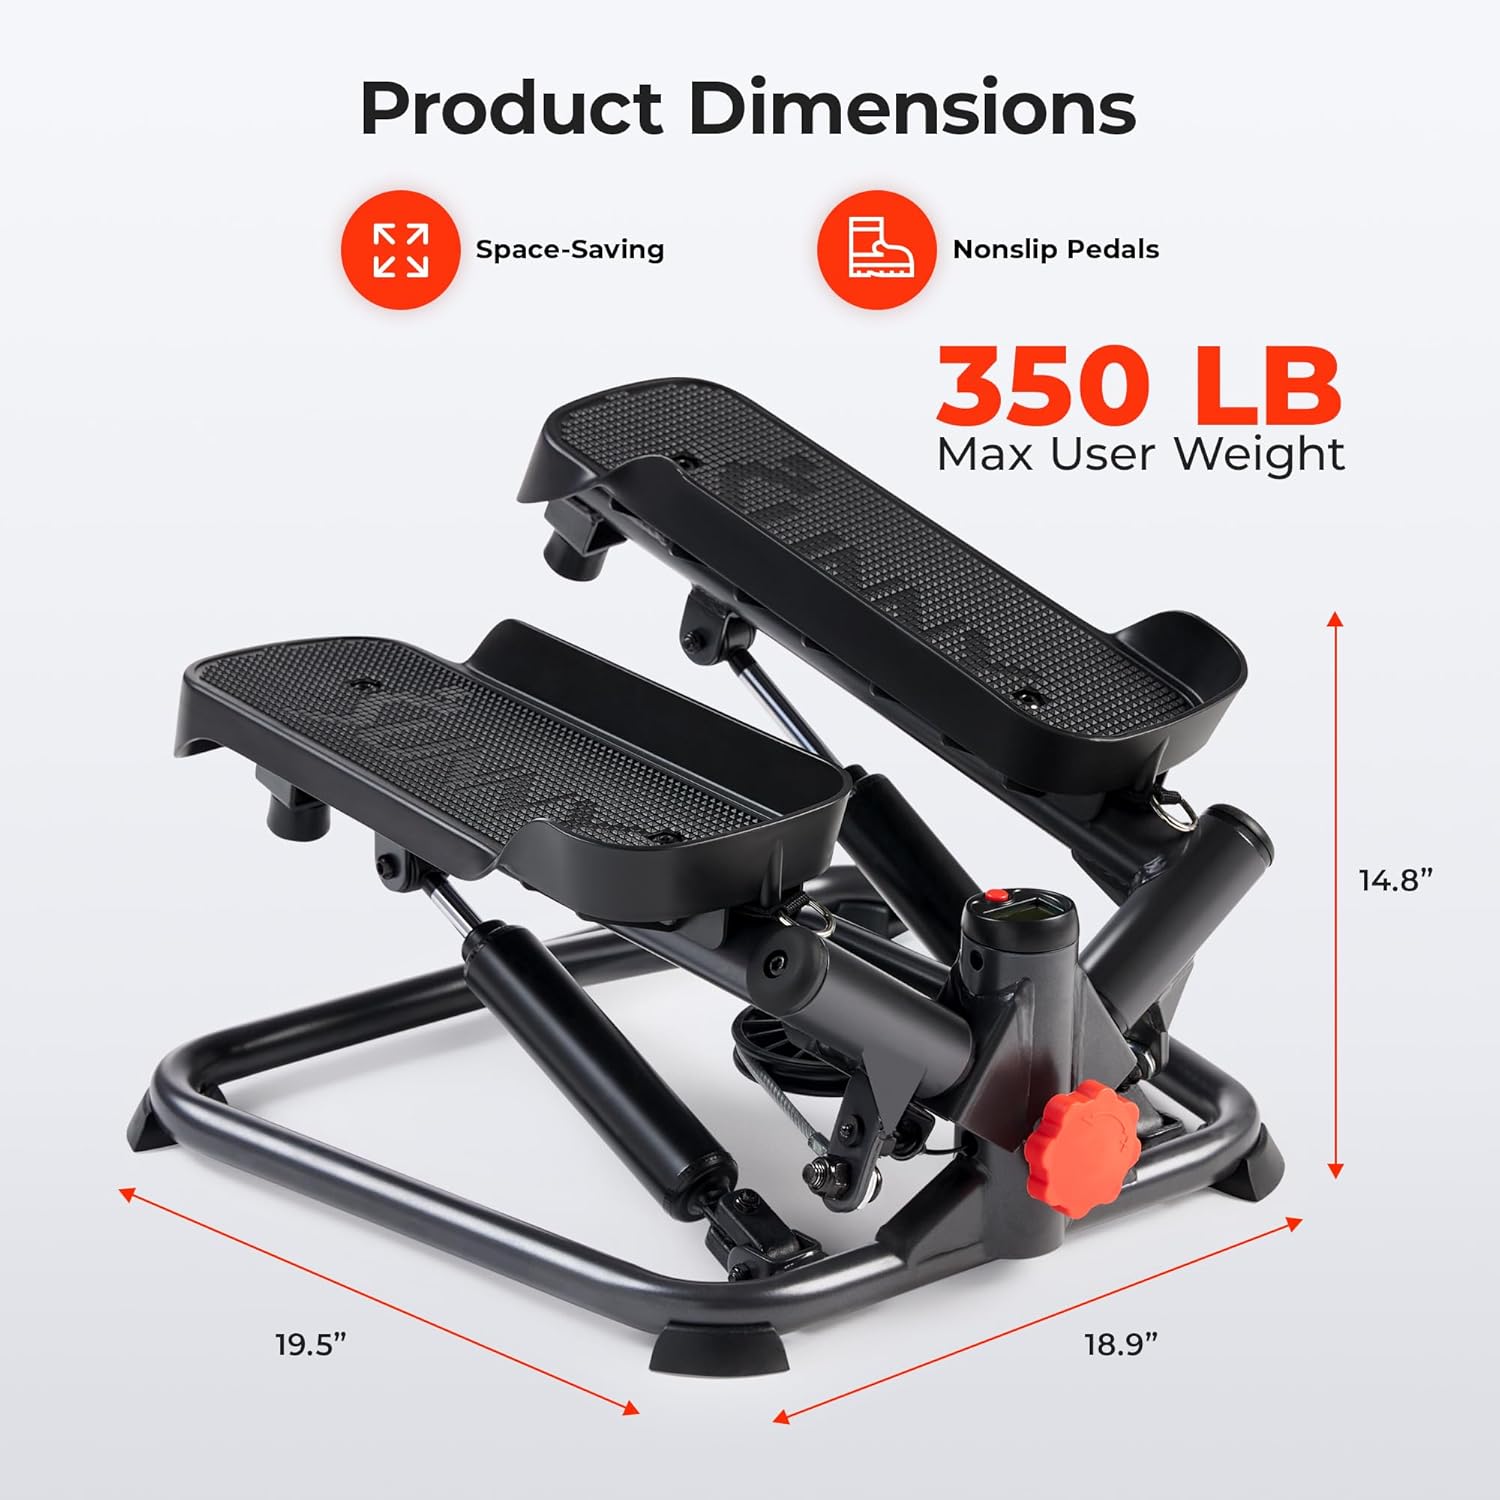 Product Dimensions
Space-Saving
Nonslip Pedals
350 LB
Max User Weight
14.8”
19.5”
18.9”